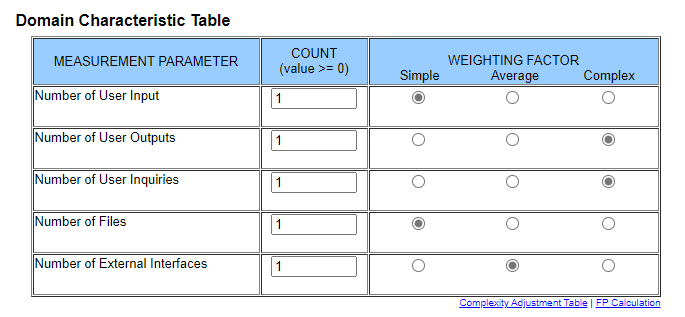 Domain Characteristic Table
MEASUREMENT PARAMETER
COUNT
(value >= 0)
WEIGHTING FACTOR
Simple Average Complex
Number of User Input
1
Number of User Outputs
1
Number of User Inquiries
1
Number of Files
1
Number of External Interfaces
1
Complexity Adjustment Table | FP Calculation